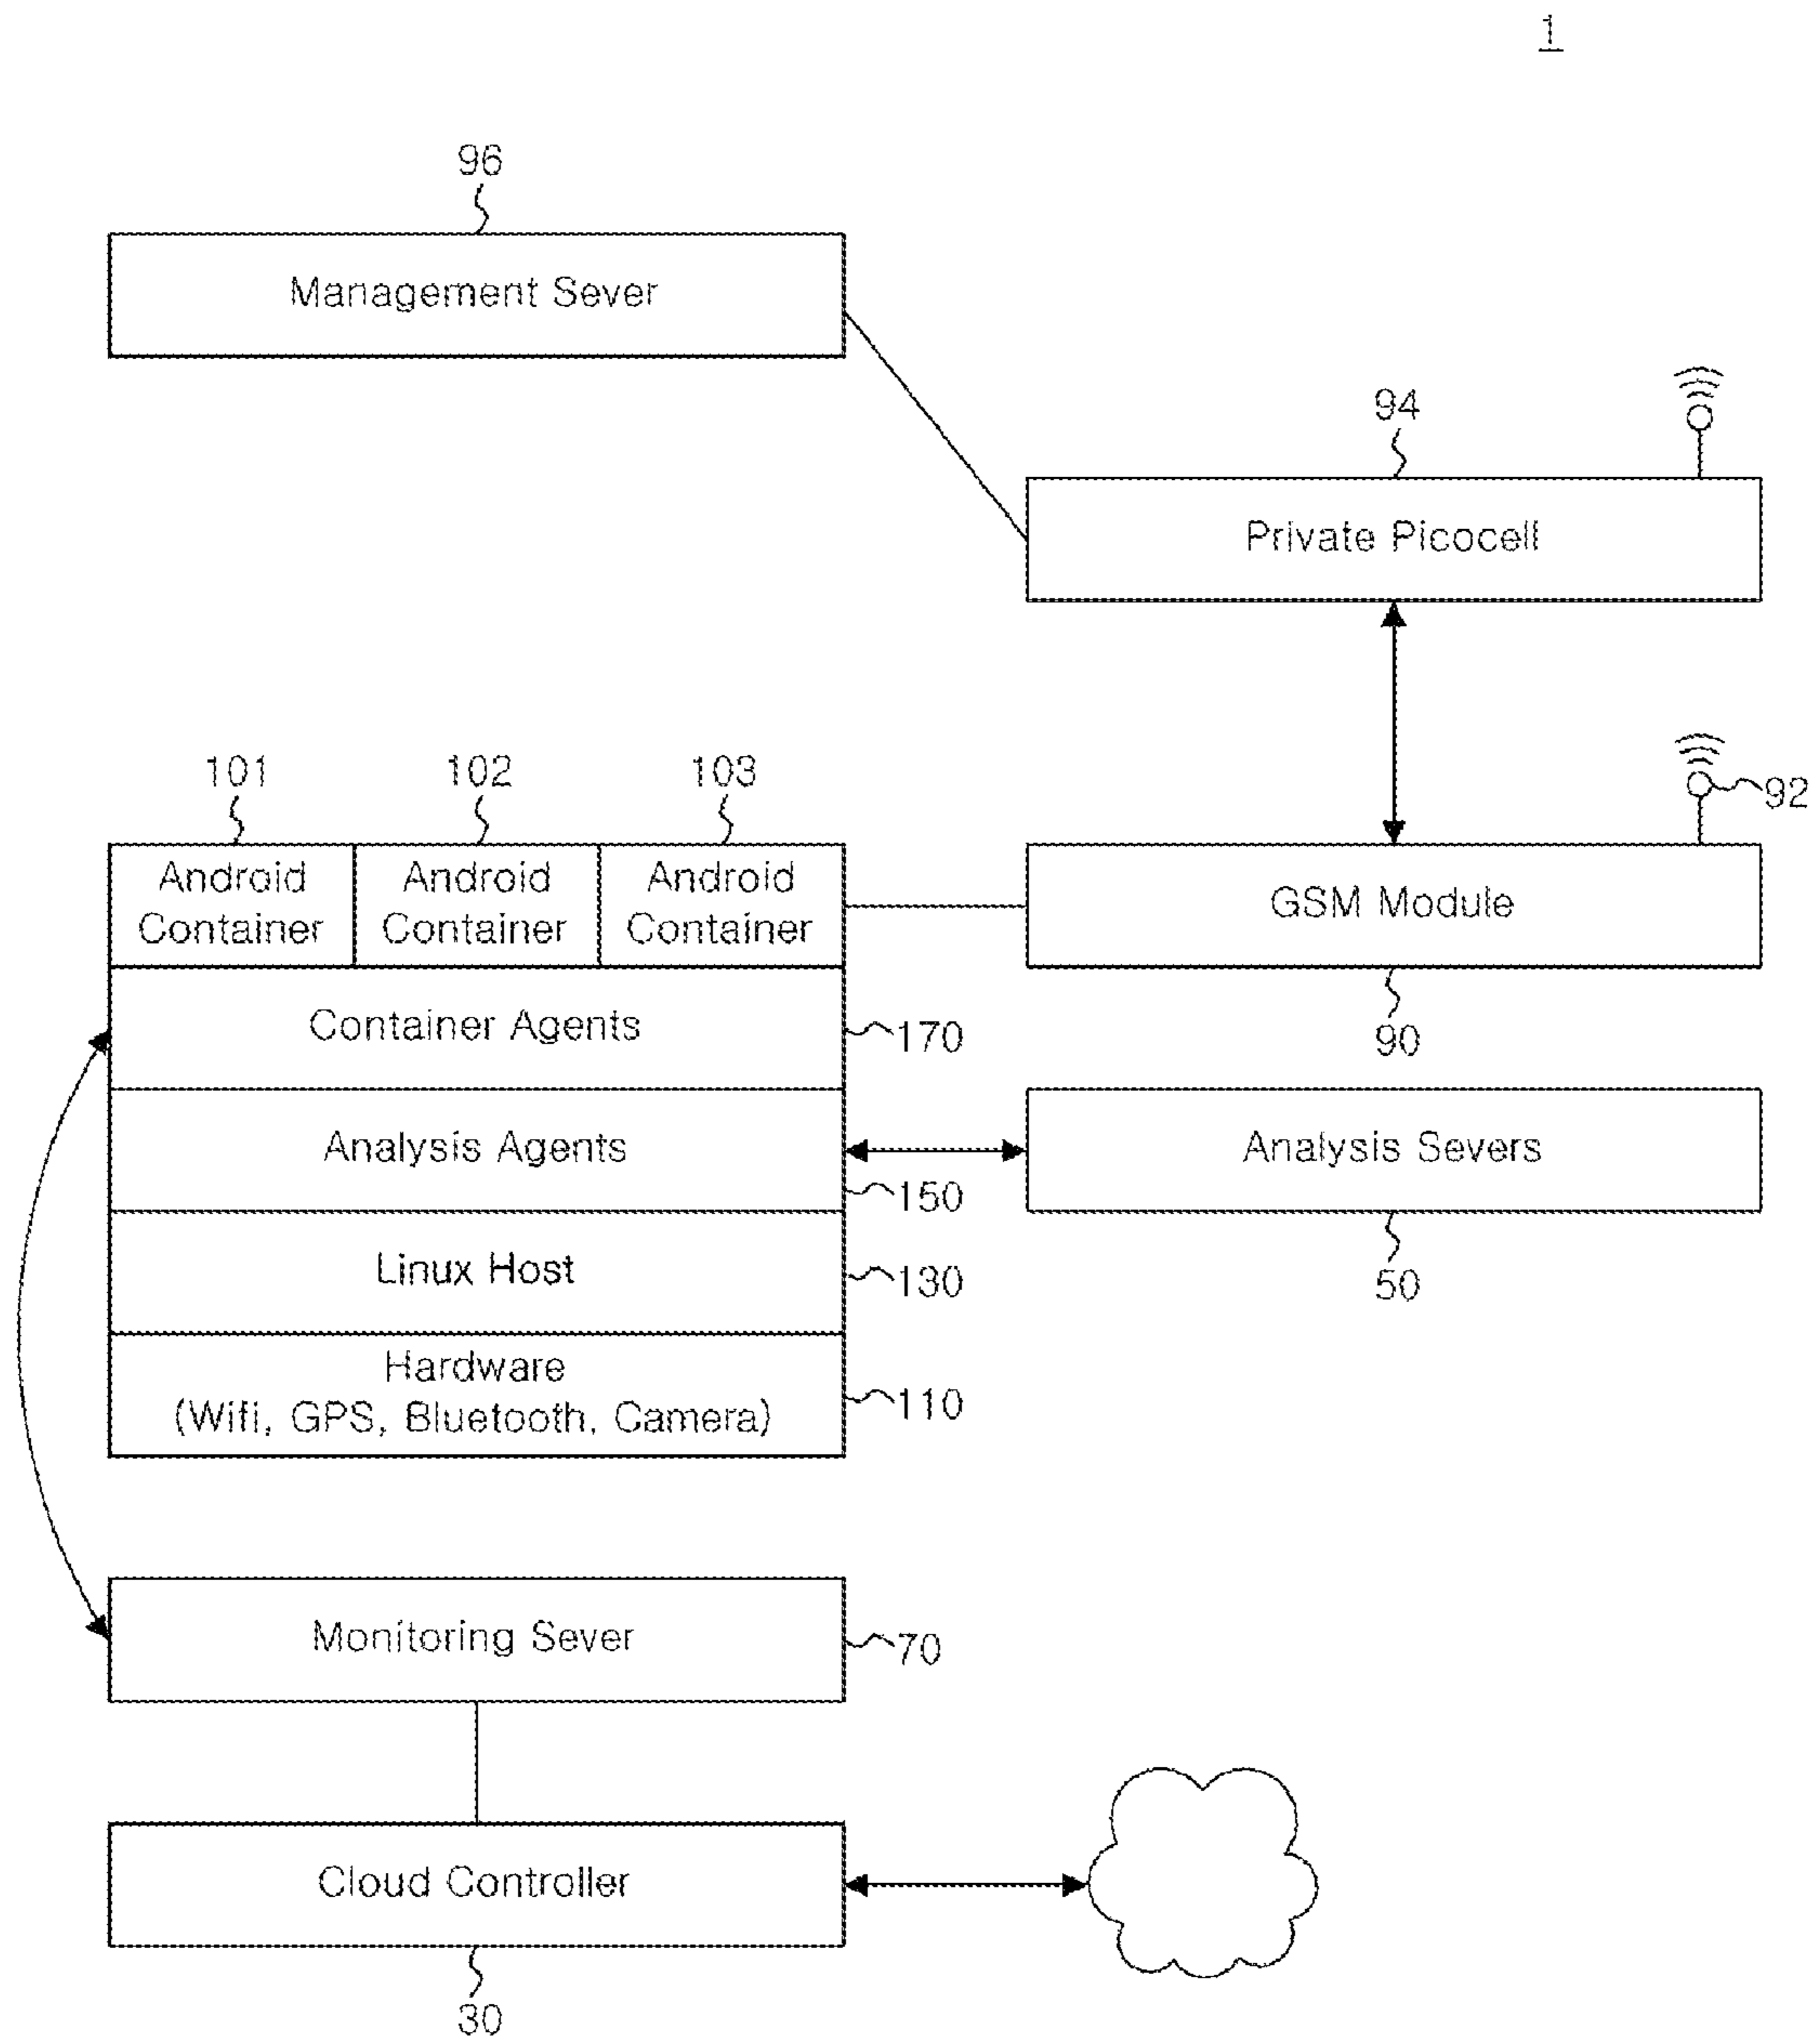 1
96
Management Sever
94
Private Picocell
101
102
103
92
Android
Container
Android
Container
Android
Container
GSM Module
90
Container Agents
170
Analysis Agents
150
Analysis Severs
50
Linux Host
130
Hardware
(Wifi, GPS, Bluetooth, Camera)
110
Monitoring Sever
70
Cloud Controller
30